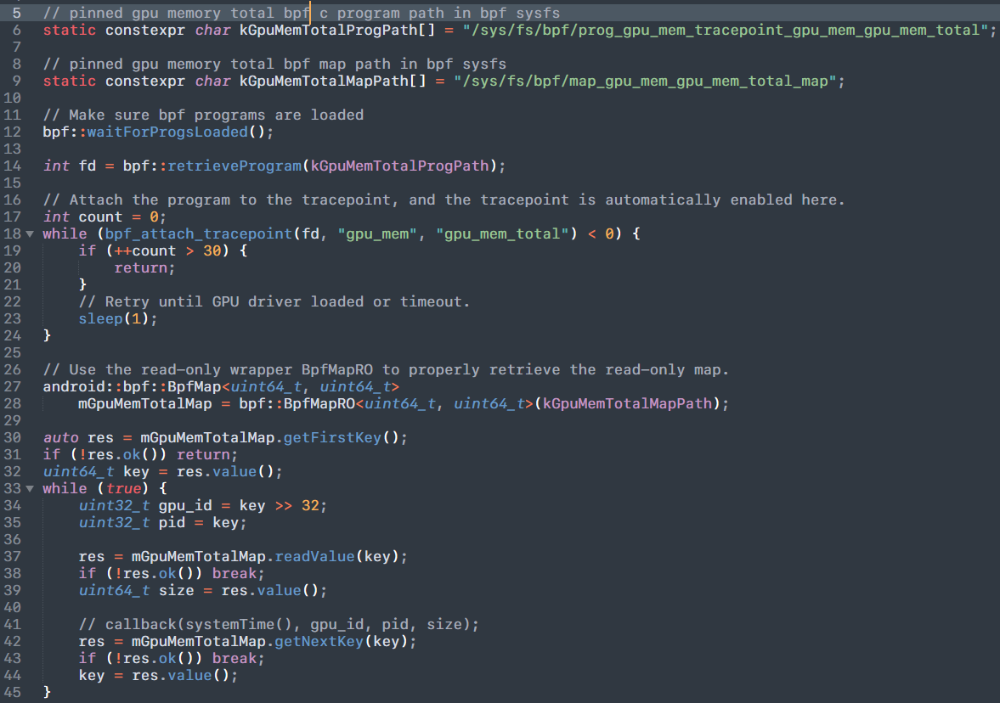 5 // pinned gpu memory total bpf c program path in bpf sysfs
6 static constexpr char kGpuMemTotalProgPath[] = "/sys/fs/bpf/prog_gpu_mem_tracepoint_gpu_mem_gpu_mem_total";
7
8 // pinned gpu memory total bpf map path in bpf sysfs
9 static constexpr char kGpuMemTotalMapPath[] = "/sys/fs/bpf/map_gpu_mem_gpu_mem_total_map";
10
11 // Make sure bpf programs are loaded
12 bpf::waitForProgsLoaded();
13
14 int fd = bpf::retrieveProgram(kGpuMemTotalProgPath);
15
16 // Attach the program to the tracepoint, and the tracepoint is automatically enabled here.
17 int count = 0;
18 while (bpf_attach_tracepoint(fd, "gpu_mem", "gpu_mem_total") < 0) {
19     if (++count > 30) {
20         return;
21     }
22     // Retry until GPU driver loaded or timeout.
23     sleep(1);
24 }
25
26 // Use the read-only wrapper BpfMapRO to properly retrieve the read-only map.
27 android::bpf::BpfMap<uint64_t, uint64_t>
28     mGpuMemTotalMap = bpf::BpfMapRO<uint64_t, uint64_t>(kGpuMemTotalMapPath);
29
30 auto res = mGpuMemTotalMap.getFirstKey();
31 if (!res.ok()) return;
32 uint64_t key = res.value();
33 while (true) {
34     uint32_t gpu_id = key >> 32;
35     uint32_t pid = key;
36
37     res = mGpuMemTotalMap.readValue(key);
38     if (!res.ok()) break;
39     uint64_t size = res.value();
40
41     // callback(systemTime(), gpu_id, pid, size);
42     res = mGpuMemTotalMap.getNextKey(key);
43     if (!res.ok()) break;
44     key = res.value();
45 }